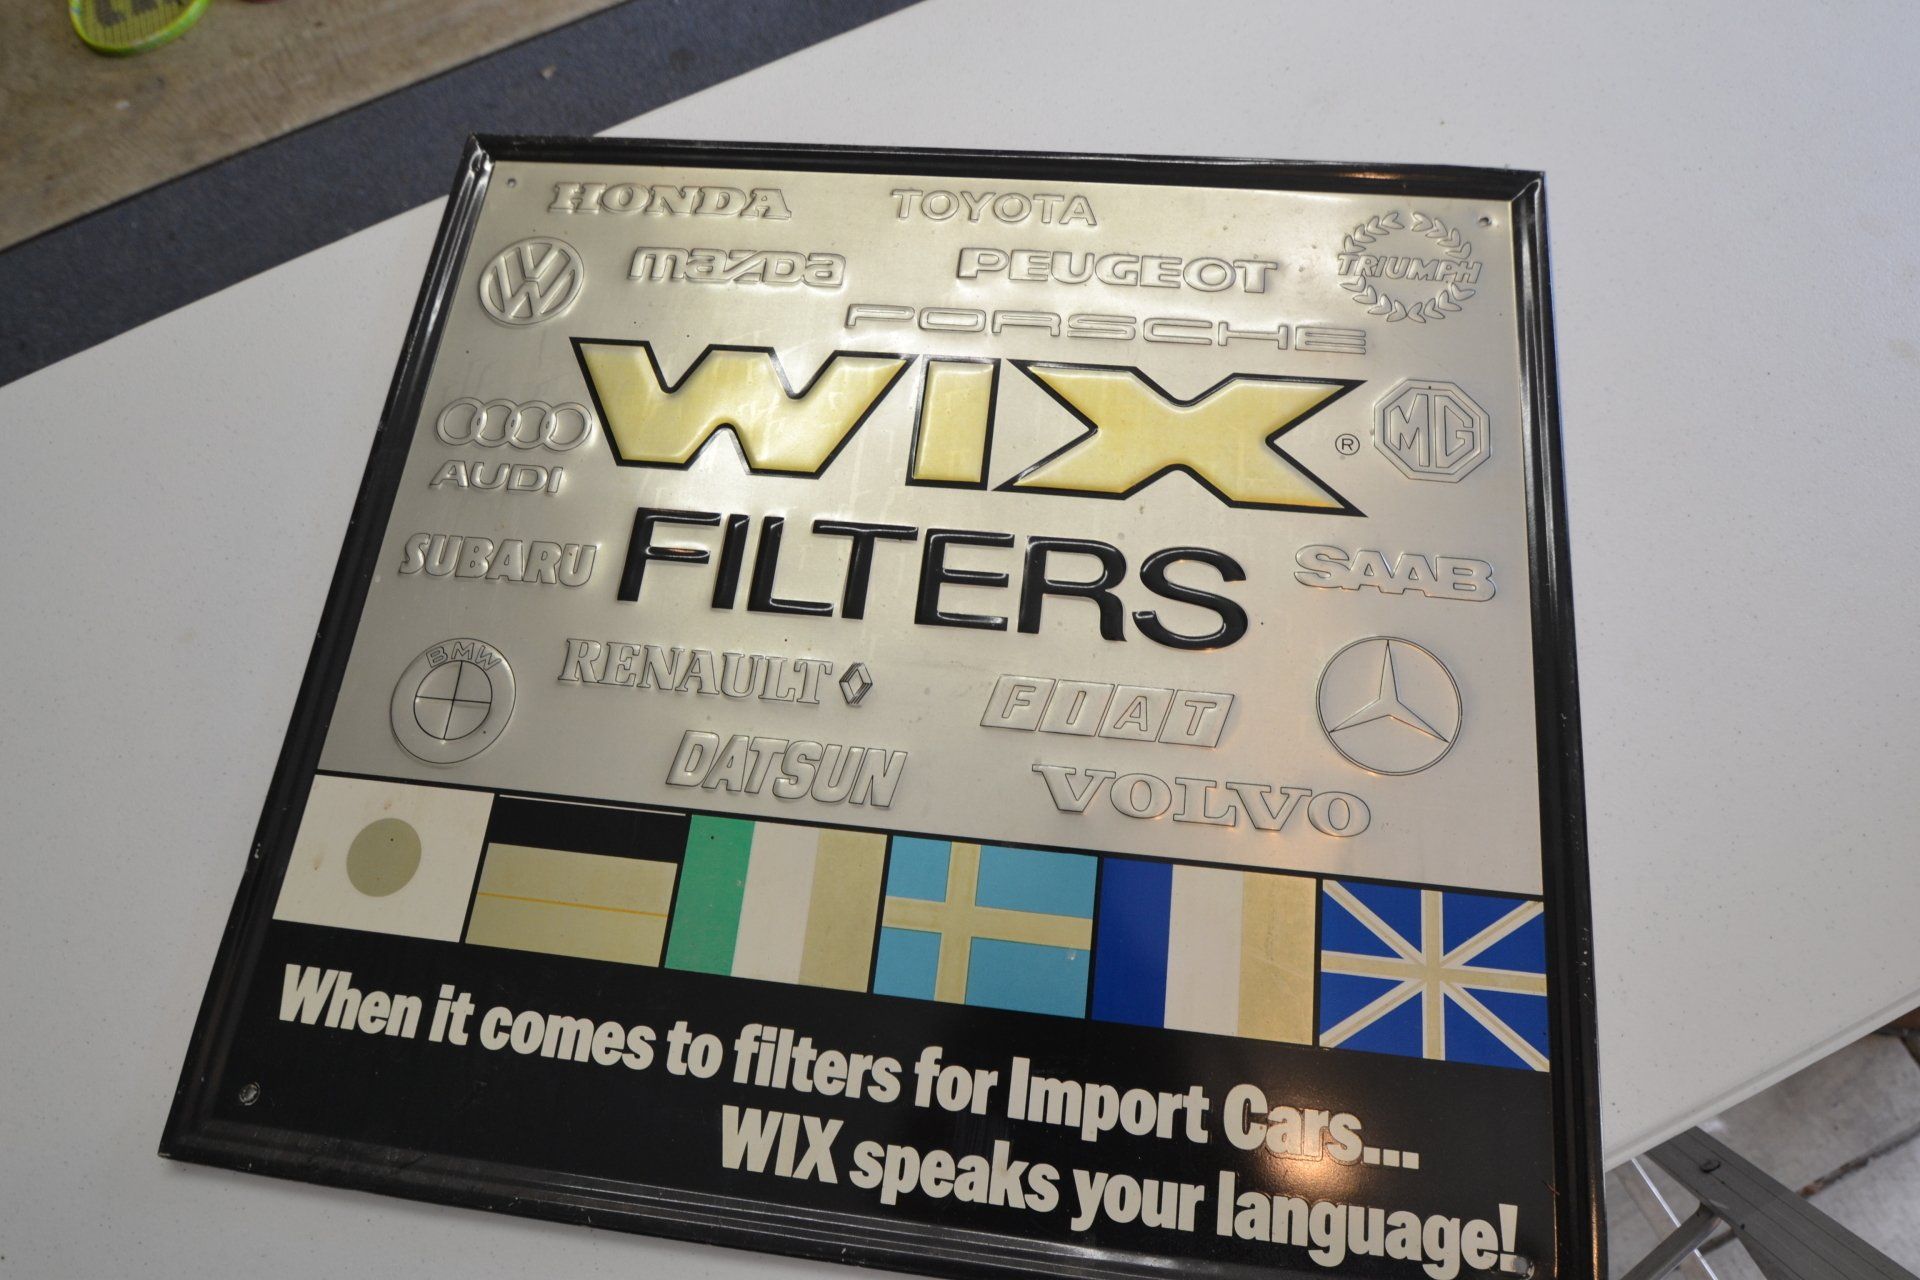 HONDA TOYOTA
TRIUMPH
mazda PEUGEOT
PORSCHE
WIX ®
MG
AUDI
FILTERS
SUBARU SAAB
BMW
RENAULT
FIAT
DATSUN
VOLVO
When it comes to filters for Import Cars...
WIX speaks your language!